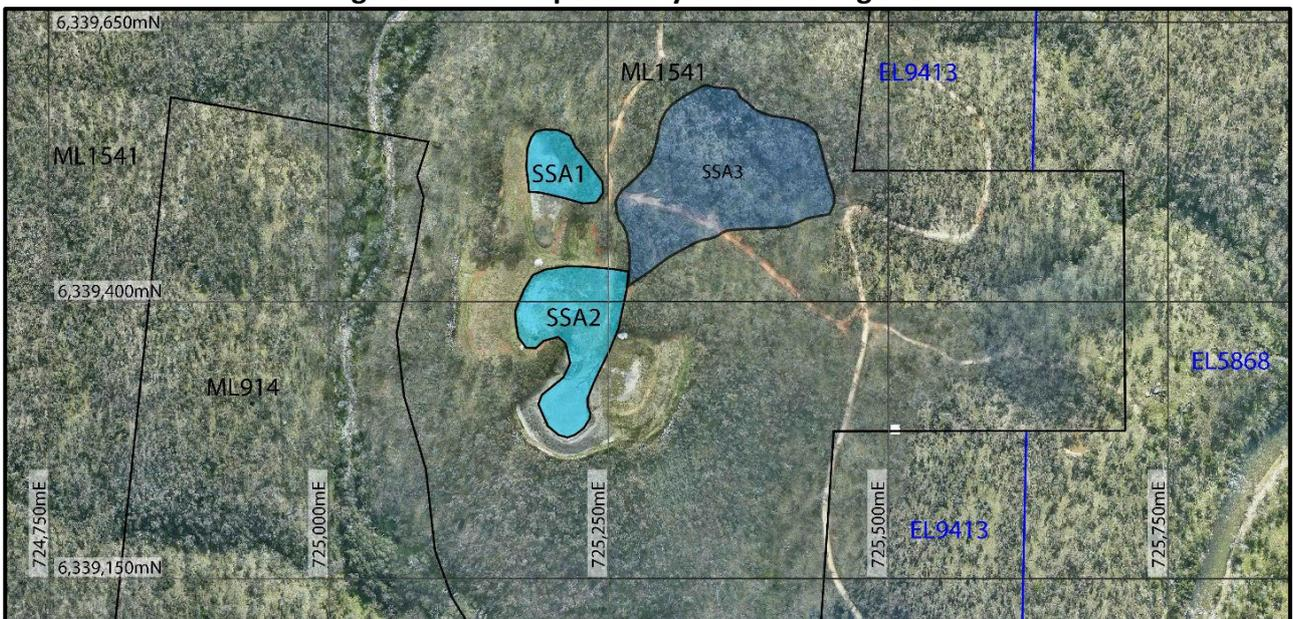 6,339,650mN
ML1541
EL9413
ML1541
SSA1
SSA3
6,339,400mN
SSA2
EL5868
ML914
724,750mE
725,000mE
725,250mE
725,500mE
725,750mE
EL9413
6,339,150mN